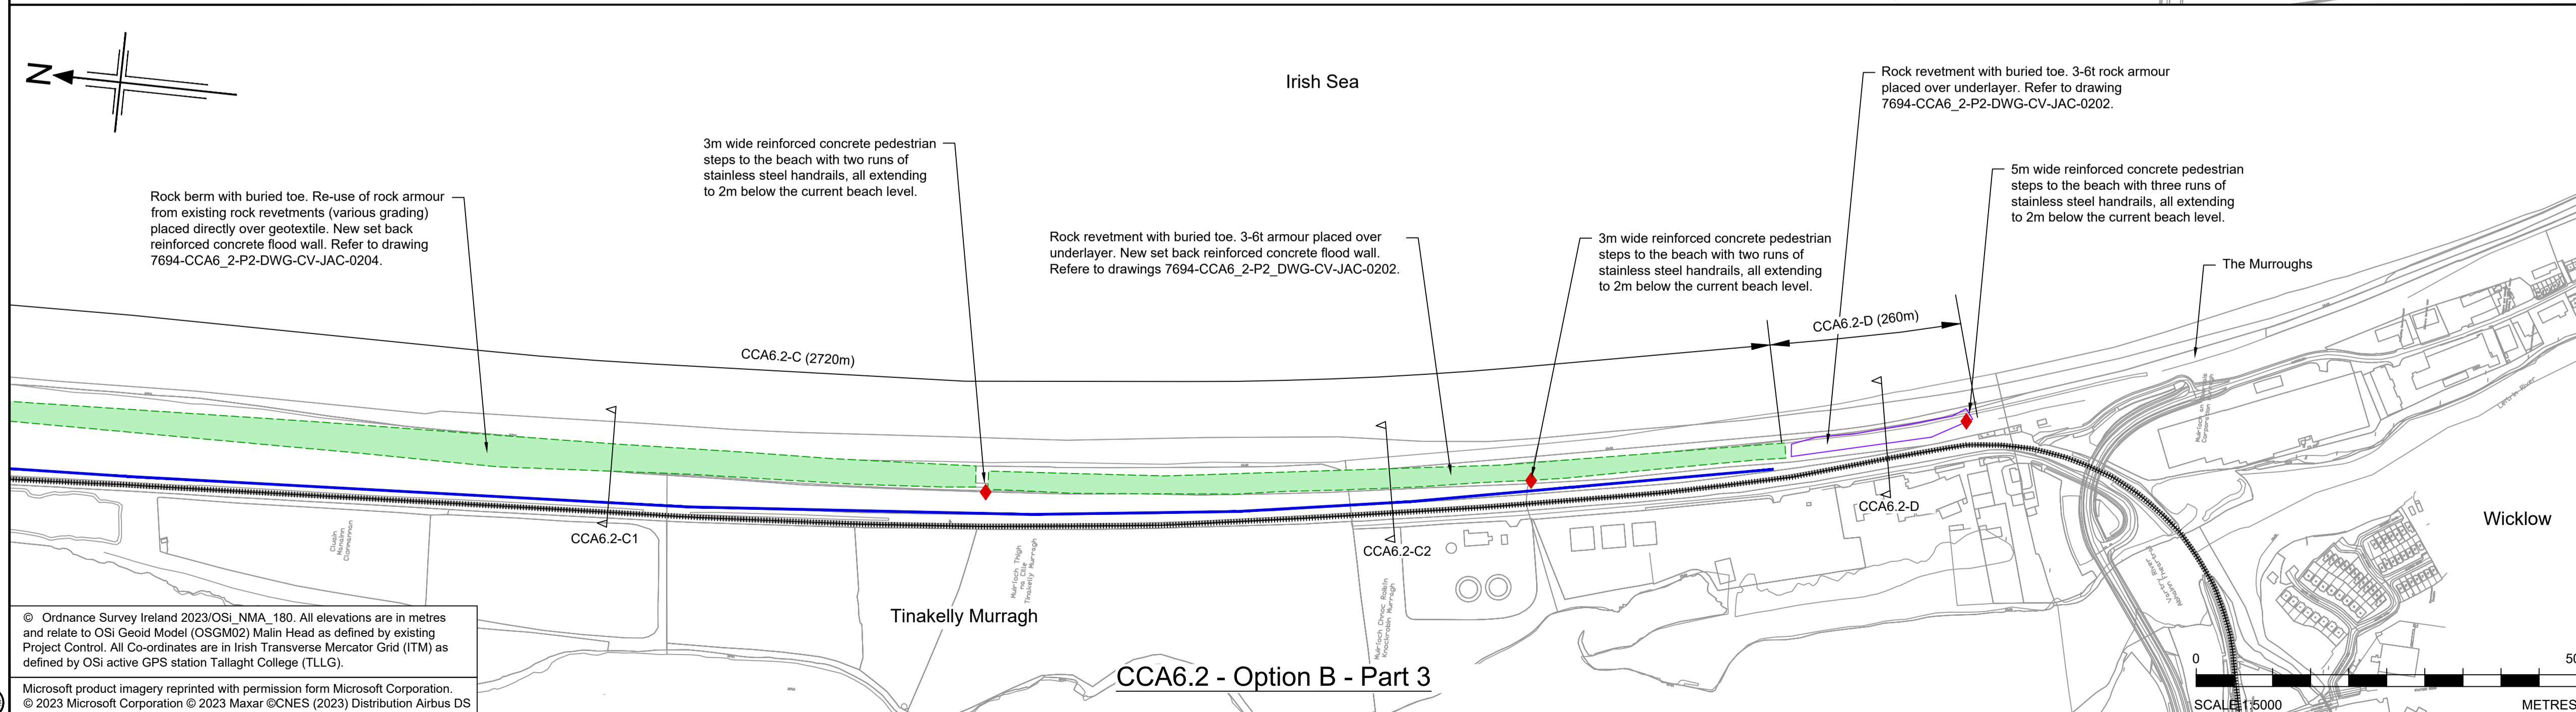 N
Irish Sea
Rock revetment with buried toe. 3-6t rock armour
placed over underlayer. Refer to drawing
7694-CCA6_2-P2-DWG-CV-JAC-0202.
3m wide reinforced concrete pedestrian
steps to the beach with two runs of
stainless steel handrails, all extending
to 2m below the current beach level.
5m wide reinforced concrete pedestrian
steps to the beach with three runs of
stainless steel handrails, all extending
to 2m below the current beach level.
Rock berm with buried toe. Re-use of rock armour
from existing rock revetments (various grading)
placed directly over geotextile. New set back
reinforced concrete flood wall. Refer to drawing
7694-CCA6_2-P2-DWG-CV-JAC-0204.
Rock revetment with buried toe. 3-6t armour placed over
underlayer. New set back reinforced concrete flood wall.
Refere to drawings 7694-CCA6_2-P2_DWG-CV-JAC-0202.
3m wide reinforced concrete pedestrian
steps to the beach with two runs of
stainless steel handrails, all extending
to 2m below the current beach level.
The Murroughs
CCA6.2-C (2720m)
CCA6.2-D (260m)
CCA6.2-C1
CCA6.2-C2
CCA6.2-D
Wicklow
Tinakelly Murragh
Tinakelly Murragh
Knockrobin Murragh
Clonmannan
Leitrim River
CCA6.2 - Option B - Part 3
© Ordnance Survey Ireland 2023/OSi_NMA_180. All elevations are in metres
and relate to OSi Geoid Model (OSGM02) Malin Head as defined by existing
Project Control. All Co-ordinates are in Irish Transverse Mercator Grid (ITM) as
defined by OSi active GPS station Tallaght College (TLLG).
Microsoft product imagery reprinted with permission form Microsoft Corporation.
© 2023 Microsoft Corporation © 2023 Maxar ©CNES (2023) Distribution Airbus DS
0
SCALE 1:5000
METRES